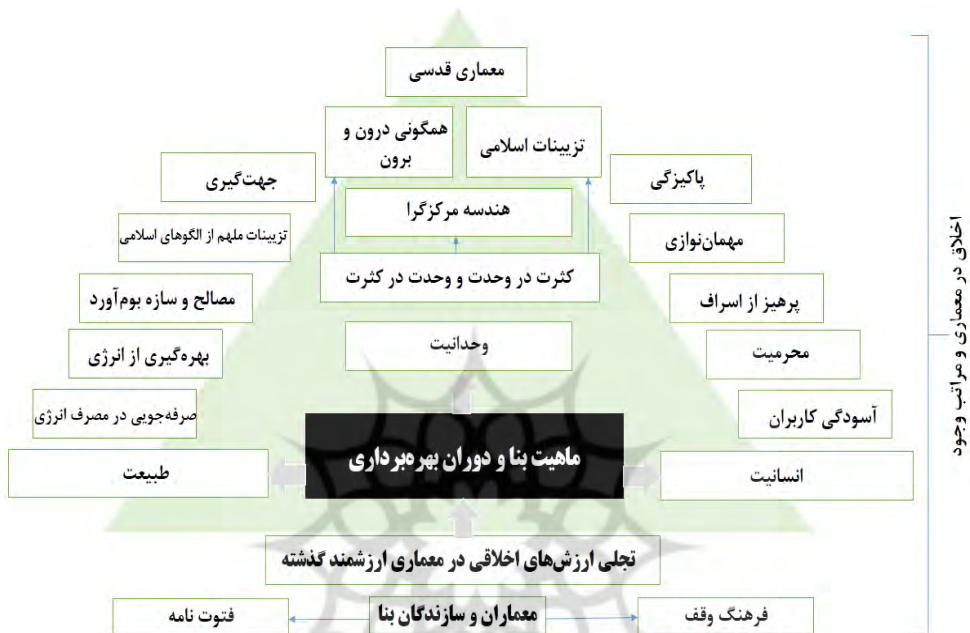 معماری قدسی
تزیینات اسلامی
همگونی درون و
برون
پاکیزگی
جهت‌گیری
هندسه مرکزگرا
مهمان‌نوازی
تزیینات ملهم از الگوهای اسلامی
کثرت در وحدت و وحدت در کثرت
پرهیز از اسراف
مصالح و سازه بوم‌آورد
محرمیت
وحدانیت
بهره‌گیری از انرژی
آسودگی کاربران
صرفه‌جویی در مصرف انرژی
ماهیت بنا و دوران بهره‌برداری
انسانیت
طبیعت
تجلی ارزش‌های اخلاقی در معماری ارزشمند گذشته
فرهنگ وقف
معماران و سازندگان بنا
فتوت نامه
اخلاق در معماری و مراتب وجود